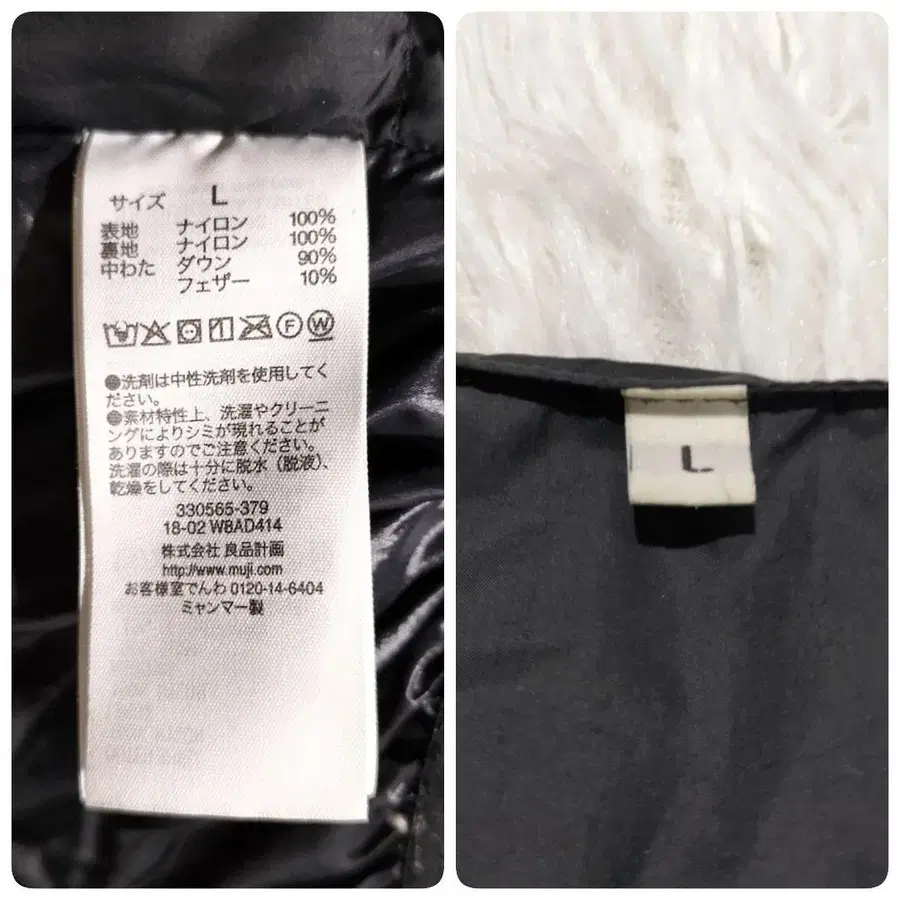 サイズ L
表地 ナイロン 100%
裏地 ナイロン 100%
中わた ダウン 90%
フェザー 10%
F W
●洗剤は中性洗剤を使用してく
ださい。
●素材特性上、洗濯やクリーニ
ングによりシミが現れることが
ありますのでご注意ください。
洗濯の際は十分に脱水（脱液）、
乾燥をしてください。
330565-379
18-02 W8AD414
株式会社 良品計画
http://www.muji.com
お客様室でんわ 0120-14-6404
ミャンマー製
L